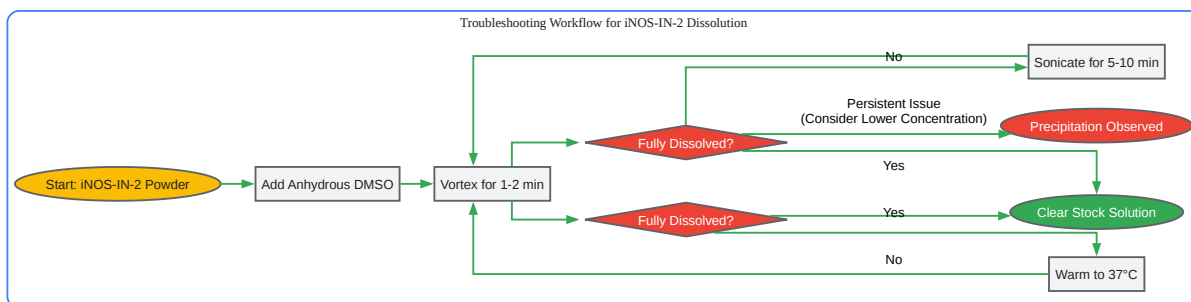 Troubleshooting Workflow for iNOS-IN-2 Dissolution
No
Sonicate for 5-10 min
Persistent Issue
(Consider Lower Concentration)
Precipitation Observed
Fully Dissolved?
Yes
Start: iNOS-IN-2 Powder
Add Anhydrous DMSO
Vortex for 1-2 min
Fully Dissolved?
Yes
Clear Stock Solution
No
Warm to 37°C